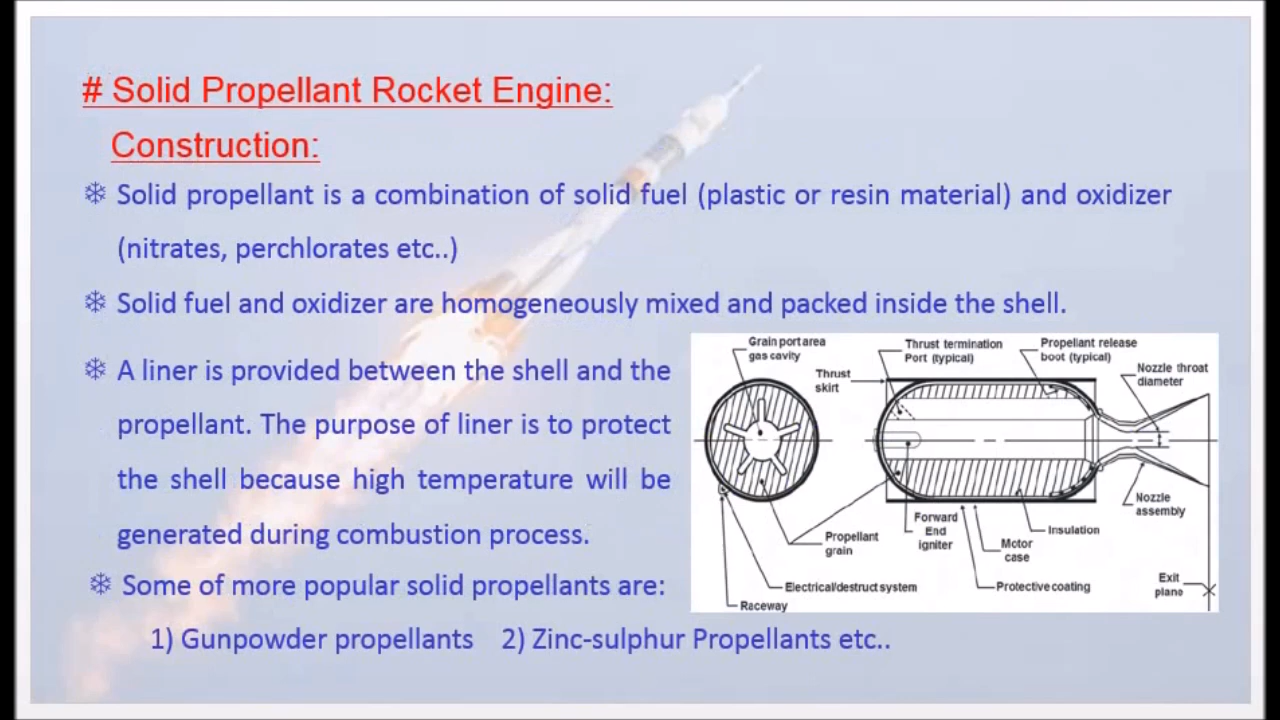 # Solid Propellant Rocket Engine:
Construction:
❄ Solid propellant is a combination of solid fuel (plastic or resin material) and oxidizer
(nitrates, perchlorates etc..)
❄ Solid fuel and oxidizer are homogeneously mixed and packed inside the shell.
❄ A liner is provided between the shell and the
propellant. The purpose of liner is to protect
the shell because high temperature will be
generated during combustion process.
❄ Some of more popular solid propellants are:
1) Gunpowder propellants 2) Zinc-sulphur Propellants etc..
Grain port area
gas cavity
Thrust termination
Port (typical)
Propellant release
boot (typical)
Thrust
skirt
Nozzle throat
diameter
Nozzle
assembly
Propellant
grain
Forward
End
igniter
Insulation
Motor
case
Electrical/destruct system
Protective coating
Exit
plane
Raceway